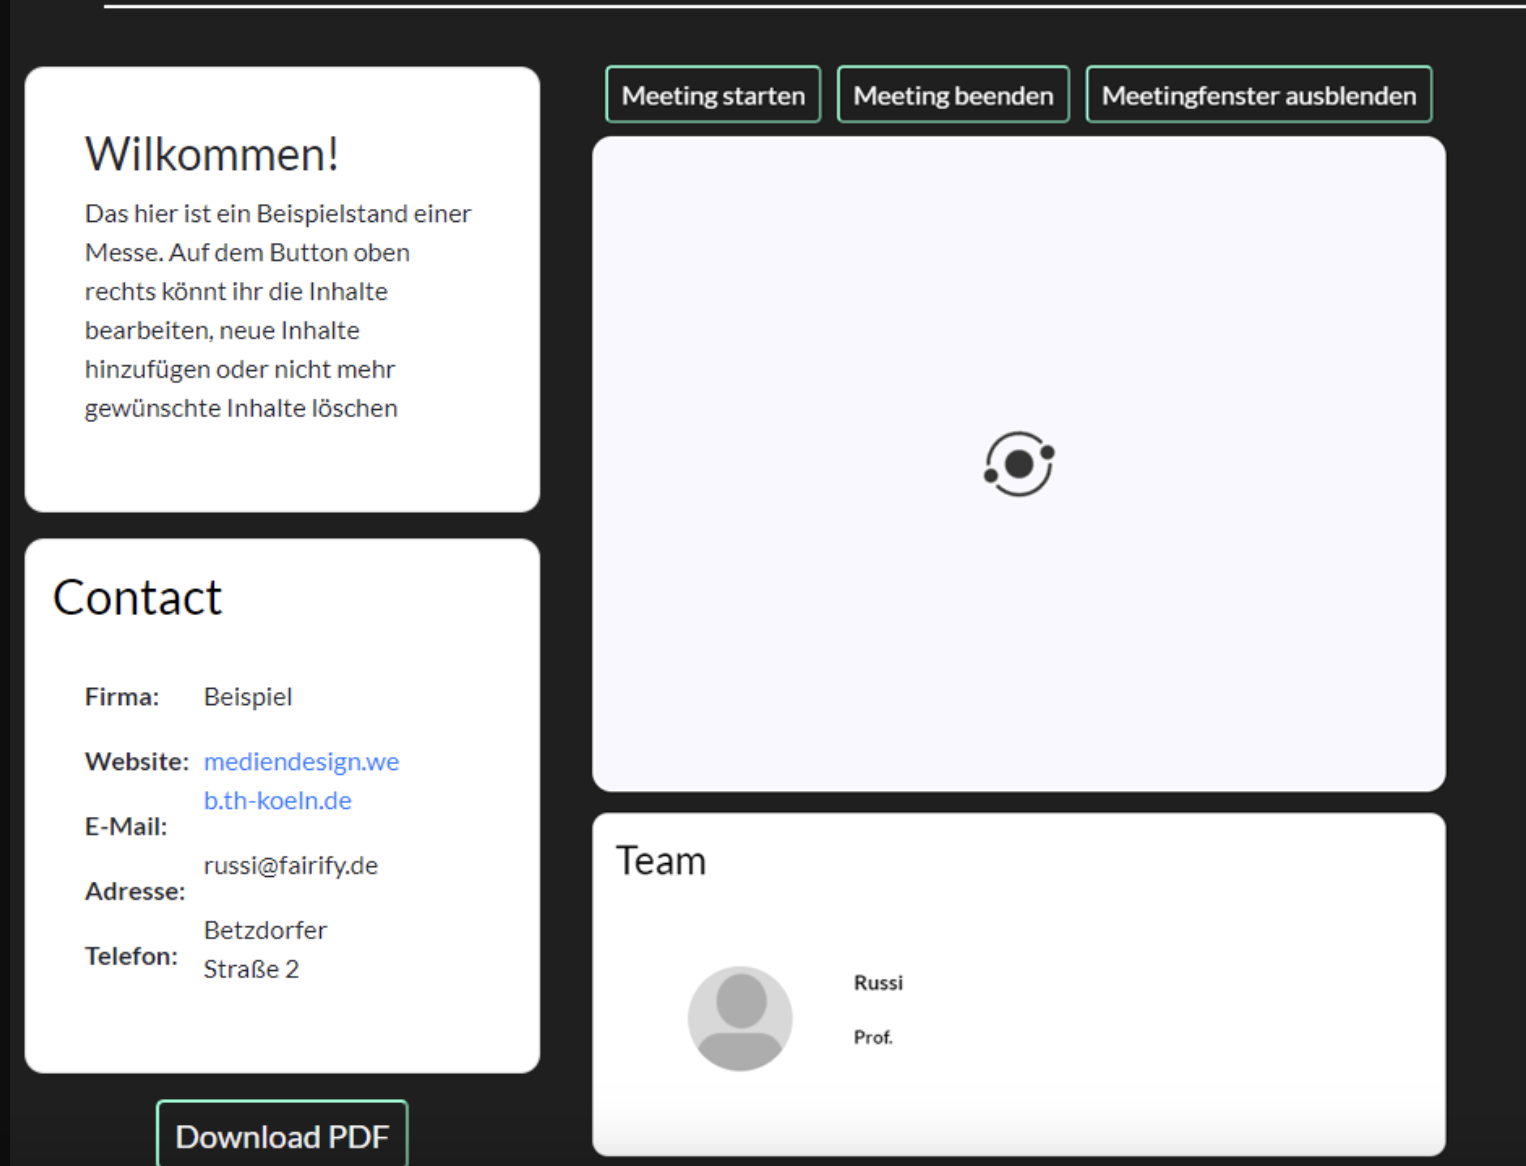 Wilkommen!
Das hier ist ein Beispielstand einer
Messe. Auf dem Button oben
rechts könnt ihr die Inhalte
bearbeiten, neue Inhalte
hinzufügen oder nicht mehr
gewünschte Inhalte löschen
Contact
Firma: Beispiel
Website: mediendesign.we
b.th-koeln.de
E-Mail:
russi@fairify.de
Adresse:
Betzdorfer
Telefon:
Straße 2
Download PDF
Meeting starten Meeting beenden Meetingfenster ausblenden
Team
Russi
Prof.